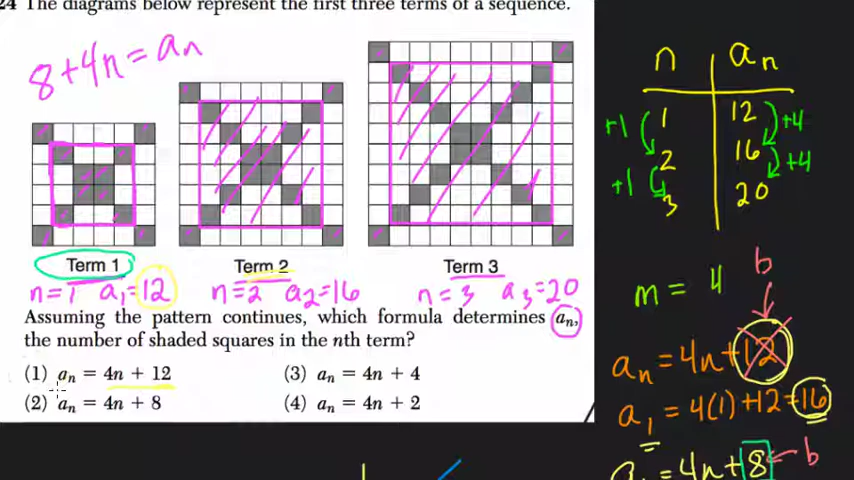 24 The diagrams below represent the first three terms of a sequence.
8+4n=an
Term 1
Term 2
Term 3
n=1 a1=12
n=2 a2=16
n=3 a3=20
Assuming the pattern continues, which formula determines an,
the number of shaded squares in the nth term?
(1) an = 4n + 12
(3) an = 4n + 4
(2) an = 4n + 8
(4) an = 4n + 2
n an
+1 1 12 +4
+1 2 16 +4
3 20
m = 4
b
an = 4n+12
a1 = 4(1)+12=16
an = 4n+8 b